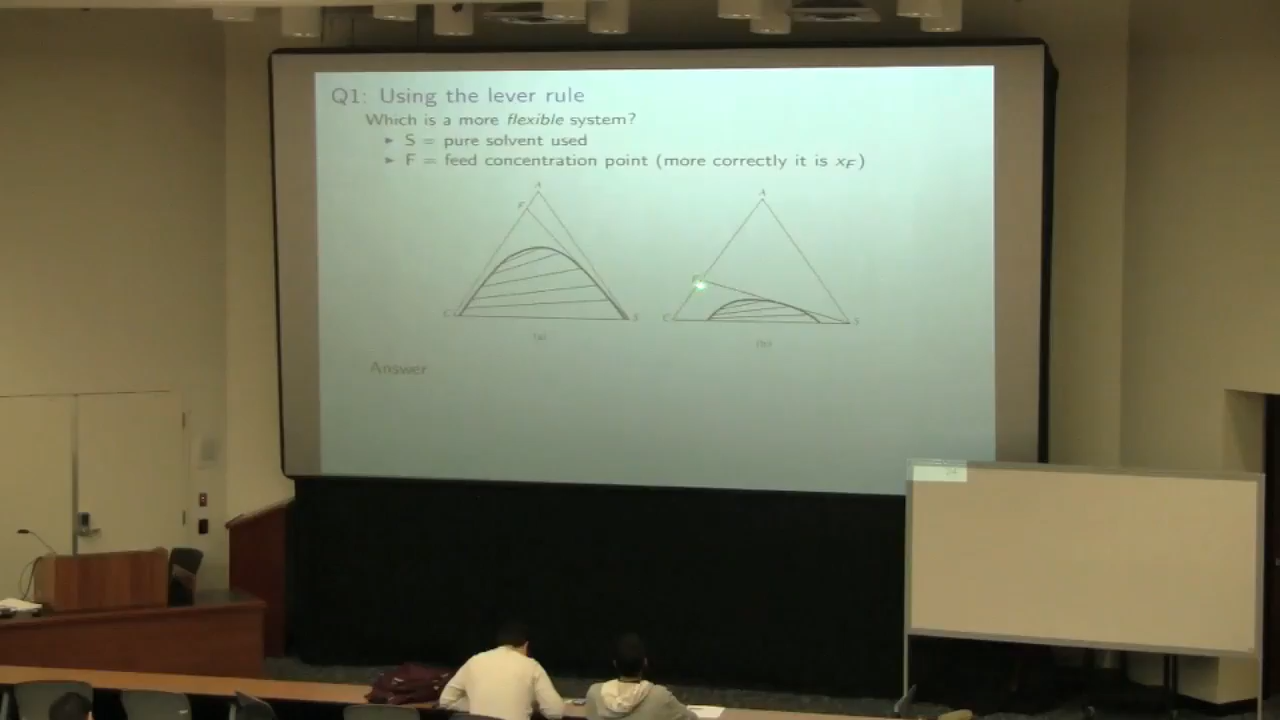 Q1: Using the lever rule
Which is a more flexible system?
► S = pure solvent used
► F = feed concentration point (more correctly it is xF)
A
F
C
S
(a)
A
C
S
(b)
Answer